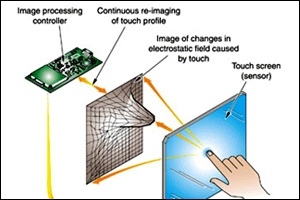 Image processing
controller
Continuous re-imaging
of touch profile
Image of changes in
electrostatic field caused
by touch
Touch screen
(sensor)